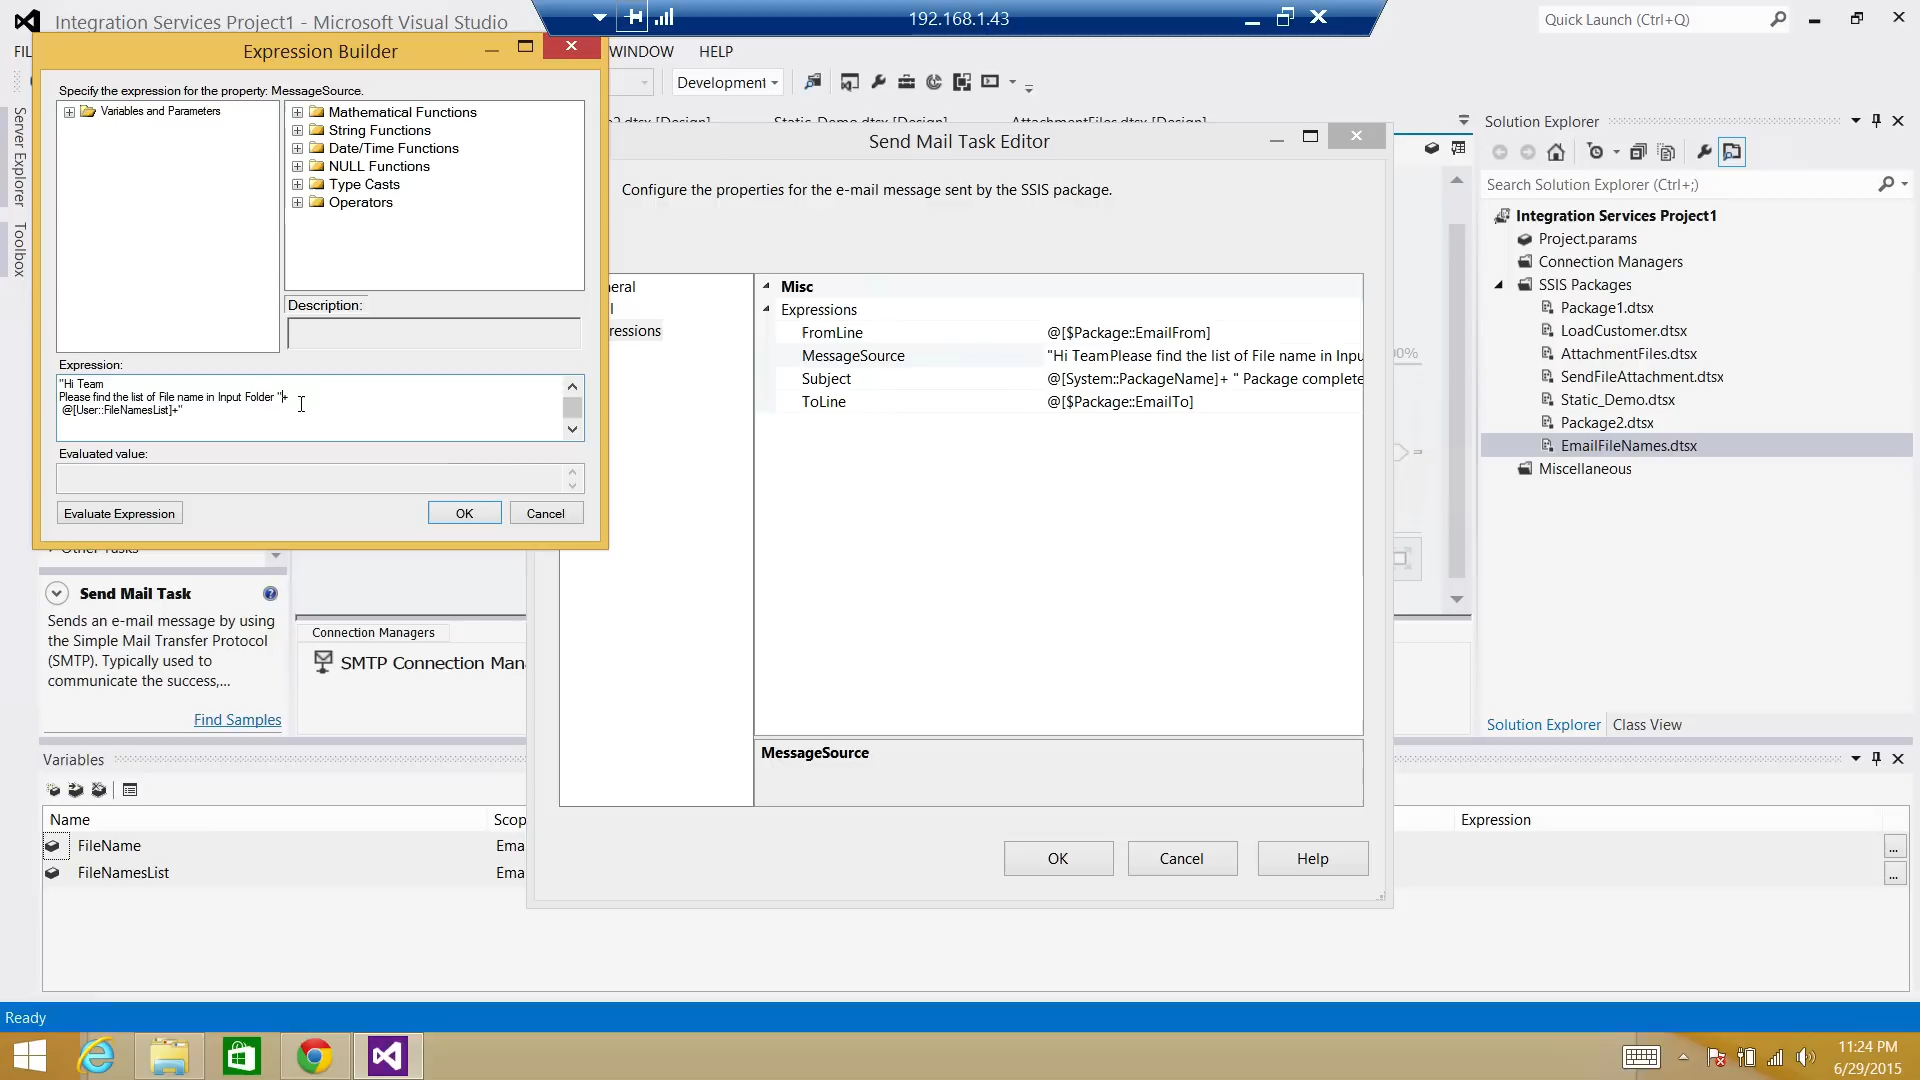 Integration Services Project1 - Microsoft Visual Studio
192.168.1.43
Quick Launch (Ctrl+Q)
Expression Builder
WINDOW
HELP
Development
Specify the expression for the property: MessageSource.
Variables and Parameters
Mathematical Functions
String Functions
Date/Time Functions
NULL Functions
Type Casts
Operators
Description:
Expression:
"Hi Team
Please find the list of File name in Input Folder "+
@[User::FileNamesList]+"
Evaluated value:
Evaluate Expression
OK
Cancel
Server Explorer
Toolbox
Static_Demo.dtsx [Design]
AttachmentFiles.dtsx [Design]
Send Mail Task Editor
Configure the properties for the e-mail message sent by the SSIS package.
Misc
Expressions
FromLine @[$Package::EmailFrom]
MessageSource "Hi TeamPlease find the list of File name in Inpu
Subject @[System::PackageName]+ " Package complete
ToLine @[$Package::EmailTo]
MessageSource
OK
Cancel
Help
Solution Explorer
Search Solution Explorer (Ctrl+;)
Integration Services Project1
Project.params
Connection Managers
SSIS Packages
Package1.dtsx
LoadCustomer.dtsx
AttachmentFiles.dtsx
SendFileAttachment.dtsx
Static_Demo.dtsx
Package2.dtsx
EmailFileNames.dtsx
Miscellaneous
Solution Explorer
Class View
Other Tasks
Send Mail Task
Sends an e-mail message by using
the Simple Mail Transfer Protocol
(SMTP). Typically used to
communicate the success,...
Find Samples
Connection Managers
SMTP Connection Man
Variables
Name
Scop
Expression
FileName
Ema
...
FileNamesList
Ema
...
Ready
11:24 PM
6/29/2015